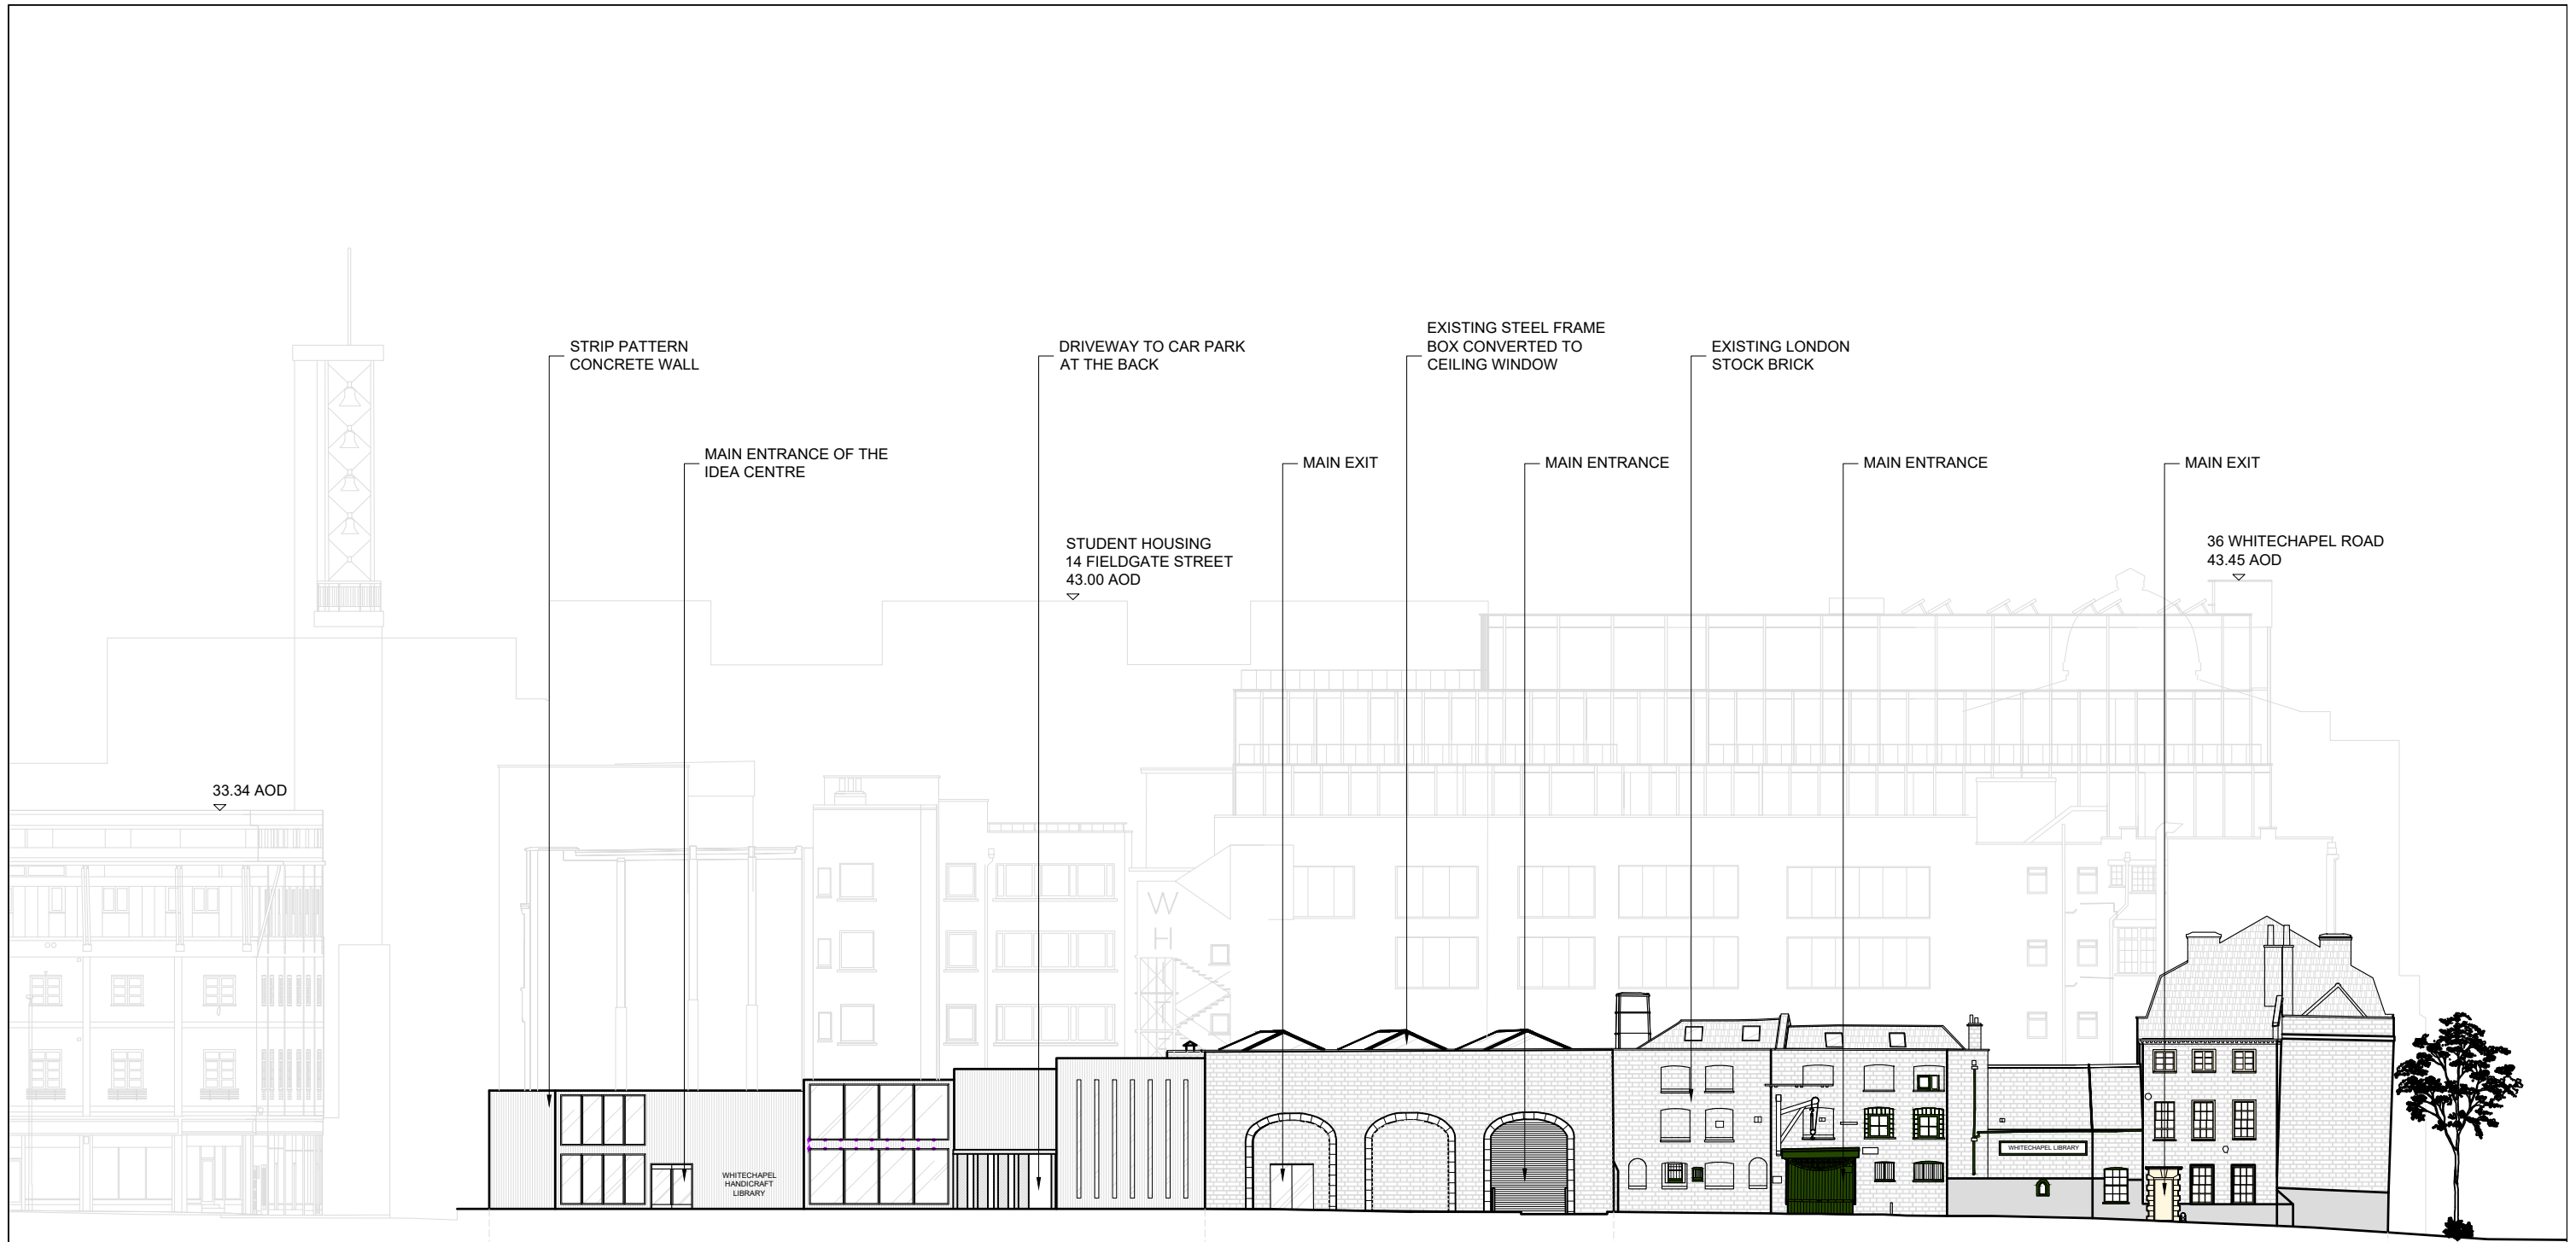 STRIP PATTERN
CONCRETE WALL
DRIVEWAY TO CAR PARK
AT THE BACK
EXISTING STEEL FRAME
BOX CONVERTED TO
CEILING WINDOW
EXISTING LONDON
STOCK BRICK
MAIN ENTRANCE OF THE
IDEA CENTRE
MAIN EXIT
MAIN ENTRANCE
MAIN ENTRANCE
MAIN EXIT
STUDENT HOUSING
14 FIELDGATE STREET
43.00 AOD
36 WHITECHAPEL ROAD
43.45 AOD
33.34 AOD
W
H
WHITECHAPEL
HANDICRAFT
LIBRARY
WHITECHAPEL LIBRARY